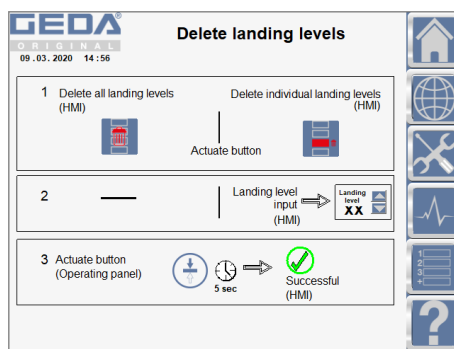 GEDA®
ORIGINAL
09 .03. 2020 14 :56
Delete landing levels
1 Delete all landing levels
(HMI)
Delete individual landing levels
(HMI)
Actuate button
2
Landing level
input
(HMI)
Landing
level
XX
3 Actuate button
(Operating panel)
5 sec
Successful
(HMI)
1
2
3
+
?